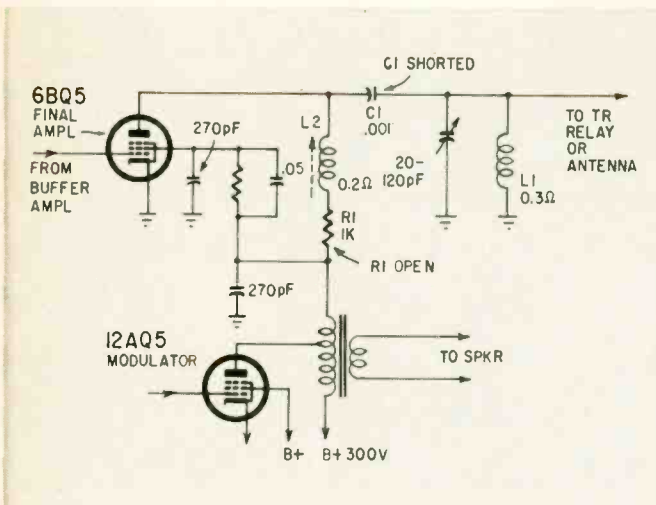 C1 SHORTED
6BQ5
FINAL
AMPL
270pF
L2
C1
.001
TO TR
RELAY
OR
ANTENNA
FROM
BUFFER
AMPL
.05
0.2Ω
20-
120pF
L1
0.3Ω
R1
1K
R1 OPEN
270pF
12AQ5
MODULATOR
TO SPKR
B+
B+ 300V